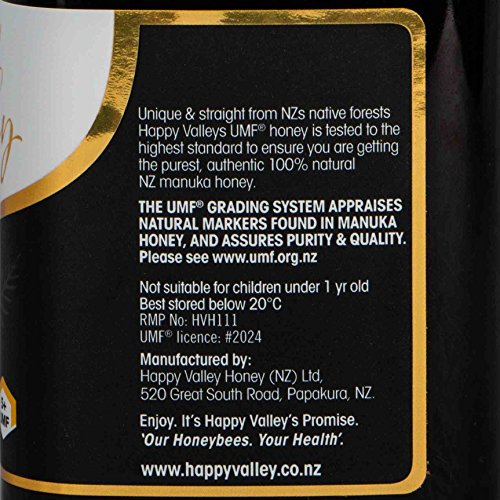 Unique & straight from NZs native forests
Happy Valleys UMF® honey is tested to the
highest standard to ensure you are getting
the purest, authentic 100% natural
NZ manuka honey.
THE UMF® GRADING SYSTEM APPRAISES
NATURAL MARKERS FOUND IN MANUKA
HONEY, AND ASSURES PURITY & QUALITY.
Please see www.umf.org.nz
Not suitable for children under 1 yr old
Best stored below 20°C
RMP No: HVH111
UMF® licence: #2024
Manufactured by:
Happy Valley Honey (NZ) Ltd,
520 Great South Road, Papakura, NZ.
Enjoy. It's Happy Valley's Promise.
'Our Honeybees. Your Health'.
www.happyvalley.co.nz
5+